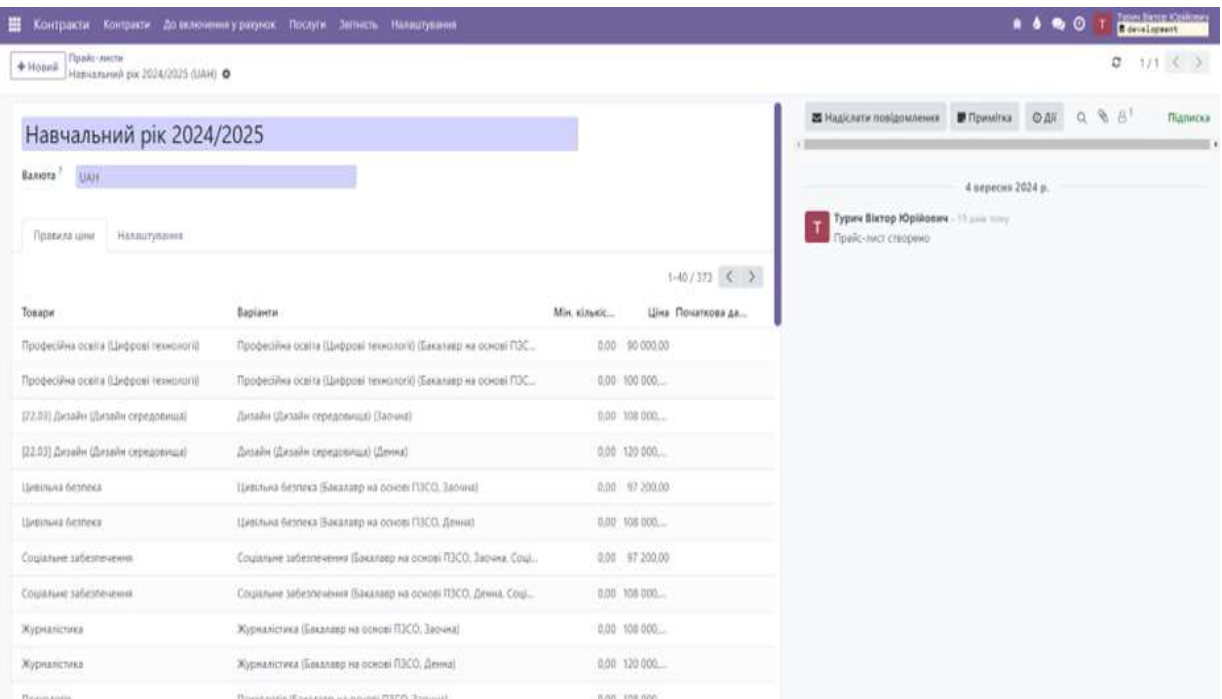 Контракти Контракти До включення у рахунок Послуги Звітність Налаштування
Т Турич Віктор Юрійович
development
+ Новий
Прайс-листи
Навчальний рік 2024/2025 (UAH)
1/1
Навчальний рік 2024/2025
Валюта ?
UAH
Правила ціни Налаштування
1-40 / 373
Товари Варіанти Мін. кількіс... Ціна Початкова да...
Професійна освіта (Цифрові технології) Професійна освіта (Цифрові технології) (Бакалавр на основі ПЗС... 0,00 90 000,00
Професійна освіта (Цифрові технології) Професійна освіта (Цифрові технології) (Бакалавр на основі ПЗС... 0,00 100 000,...
[22.03] Дизайн (Дизайн середовища) Дизайн (Дизайн середовища) (Заочна) 0,00 108 000,...
[22.03] Дизайн (Дизайн середовища) Дизайн (Дизайн середовища) (Денна) 0,00 120 000,...
Цивільна безпека Цивільна безпека (Бакалавр на основі ПЗСО, Заочна) 0,00 97 200,00
Цивільна безпека Цивільна безпека (Бакалавр на основі ПЗСО, Денна) 0,00 108 000,...
Соціальне забезпечення Соціальне забезпечення (Бакалавр на основі ПЗСО, Заочна, Соці... 0,00 97 200,00
Соціальне забезпечення Соціальне забезпечення (Бакалавр на основі ПЗСО, Денна, Соці... 0,00 108 000,...
Журналістика Журналістика (Бакалавр на основі ПЗСО, Заочна) 0,00 108 000,...
Журналістика Журналістика (Бакалавр на основі ПЗСО, Денна) 0,00 120 000,...
Надіслати повідомлення Примітка Дії 1 Підписка
4 вересня 2024 р.
Т Турич Віктор Юрійович - 15 днів тому
Прайс-лист створено